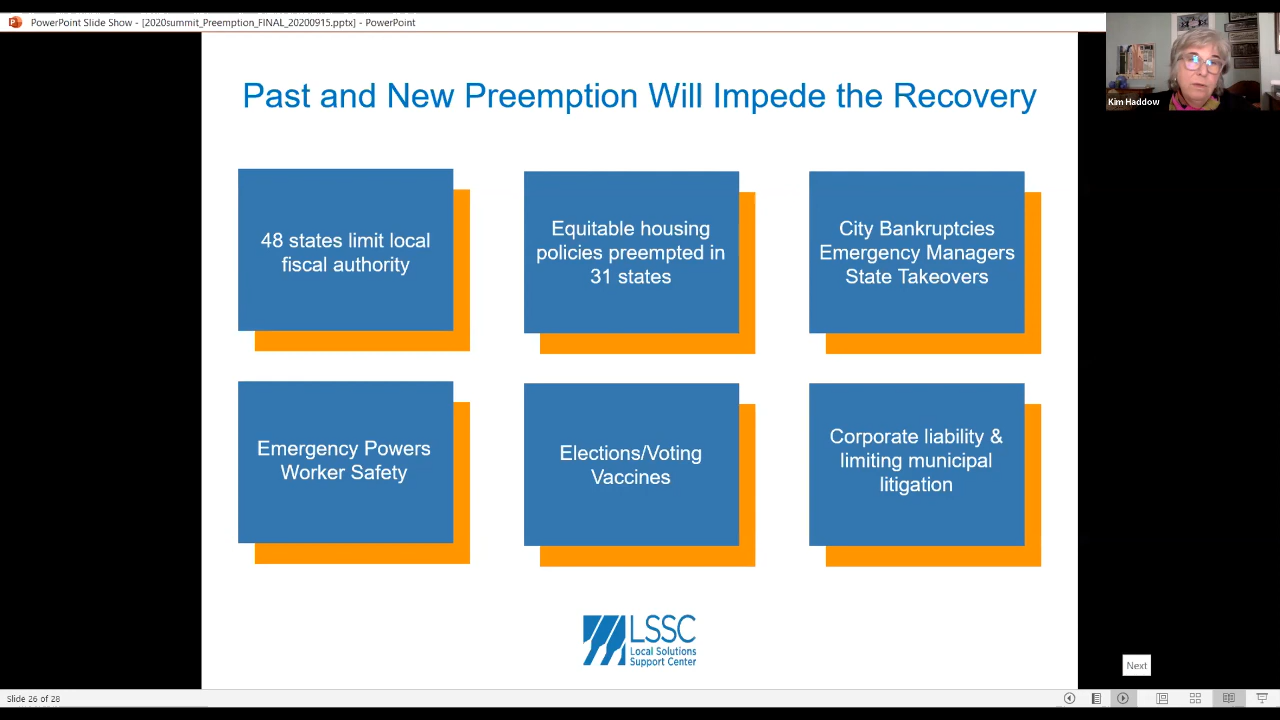 PowerPoint Slide Show - [2020summit_Preemption_FINAL_20200915.pptx] - PowerPoint
Kim Haddow
Past and New Preemption Will Impede the Recovery
48 states limit local
fiscal authority
Equitable housing
policies preempted in
31 states
City Bankruptcies
Emergency Managers
State Takeovers
Emergency Powers
Worker Safety
Elections/Voting
Vaccines
Corporate liability &
limiting municipal
litigation
LSSC
Local Solutions
Support Center
Next
Slide 26 of 28